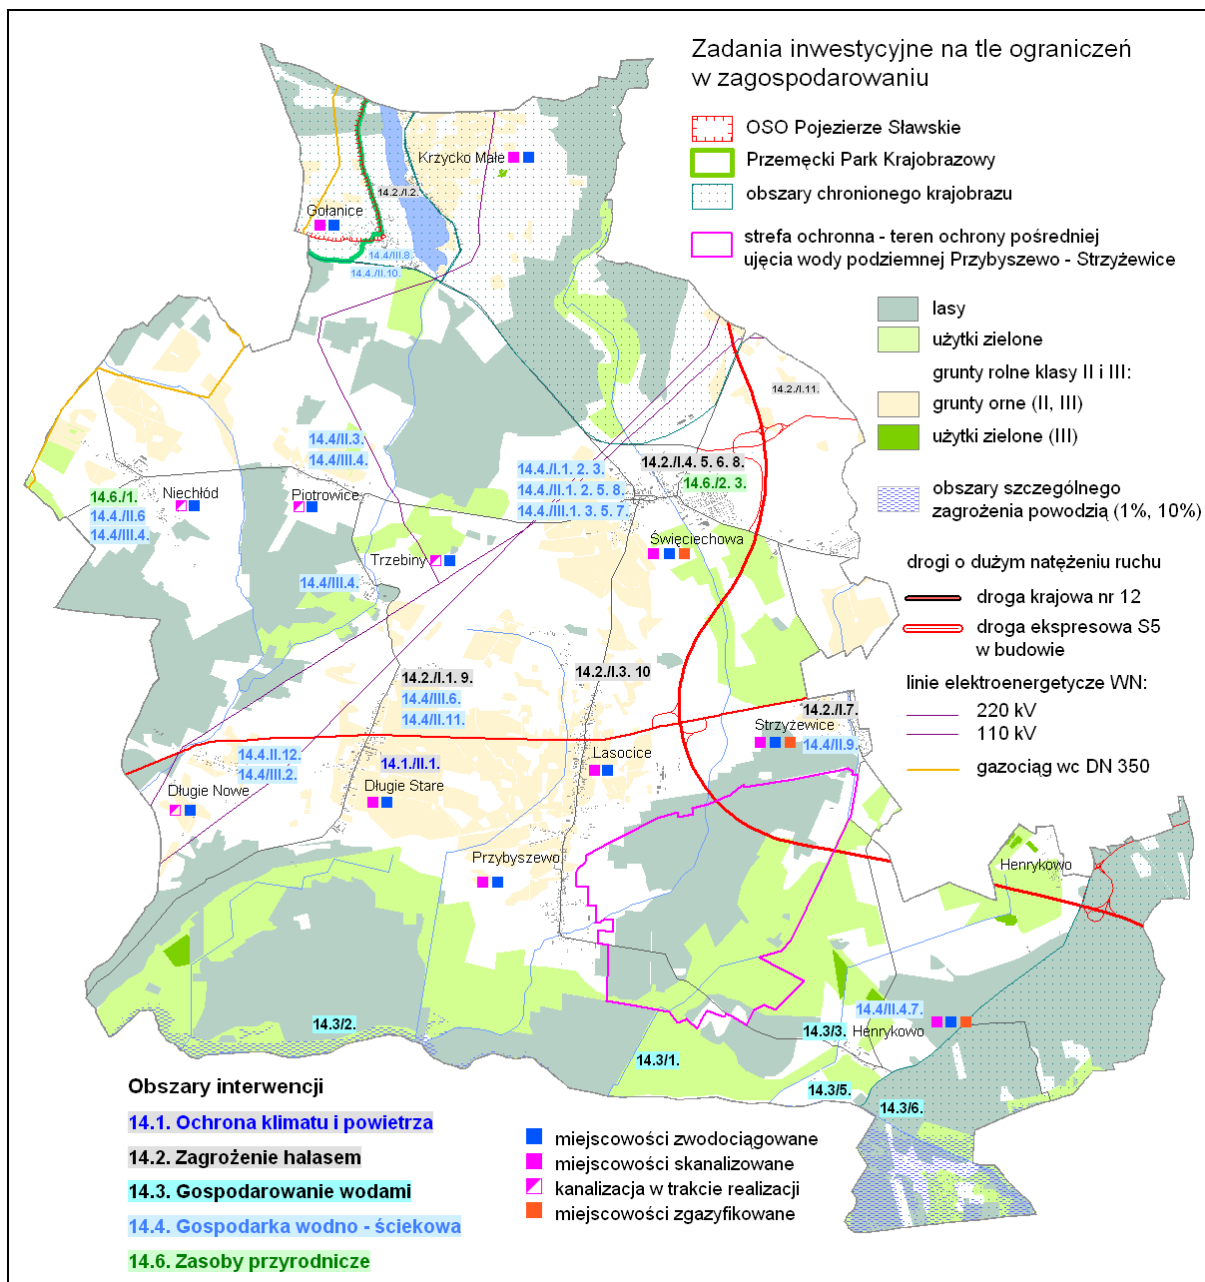 Zadania inwestycyjne na tle ograniczeń
w zagospodarowaniu
OSO Pojezierze Sławskie
Przemęcki Park Krajobrazowy
obszary chronionego krajobrazu
strefa ochronna - teren ochrony pośredniej
ujęcia wody podziemnej Przybyszewo - Strzyżewice
lasy
użytki zielone
grunty rolne klasy II i III:
grunty orne (II, III)
użytki zielone (III)
obszary szczególnego
zagrożenia powodzią (1%, 10%)
drogi o dużym natężeniu ruchu
droga krajowa nr 12
droga ekspresowa S5
w budowie
linie elektroenergetycze WN:
220 kV
110 kV
gazociąg wc DN 350
Krzycko Małe
14.2./I.2.
Gołanice
14.4/III.8.
14.4./II.10.
14.2./I.11.
14.4/II.3.
14.4/III.4.
14.4./I.1. 2. 3.
14.4./II.1. 2. 5. 8.
14.4./III.1. 3. 5. 7.
14.2./I.4. 5. 6. 8.
14.6./2. 3.
14.6./1.
14.4./II.6
14.4/III.4.
Niechłód
Piotrowice
Święciechowa
Trzebiny
14.4/III.4.
14.2./I.1. 9.
14.4/III.6.
14.4/II.11.
14.2./I.3. 10
14.2./I.7.
Strzyżewice
14.4/II.9.
14.4.II.12.
14.4/III.2.
14.1./II.1.
Lasocice
Długie Nowe
Długie Stare
Przybyszewo
Henrykowo
14.4/II.4.7.
14.3/3.
Henrykowo
14.3/2.
14.3/1.
14.3/5.
14.3/6.
Obszary interwencji
14.1. Ochrona klimatu i powietrza
14.2. Zagrożenie halasem
14.3. Gospodarowanie wodami
14.4. Gospodarka wodno - ściekowa
14.6. Zasoby przyrodnicze
miejscowości zwodociągowane
miejscowości skanalizowane
kanalizacja w trakcie realizacji
miejscowości zgazyfikowane